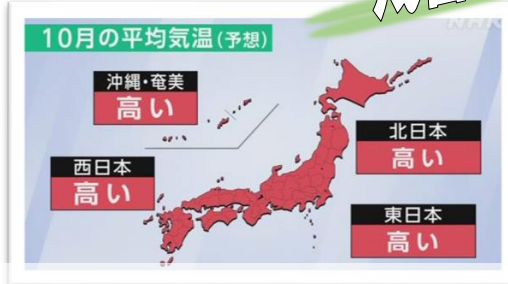 10月の平均気温(予想)
沖縄・奄美
高い
北日本
高い
西日本
高い
東日本
高い